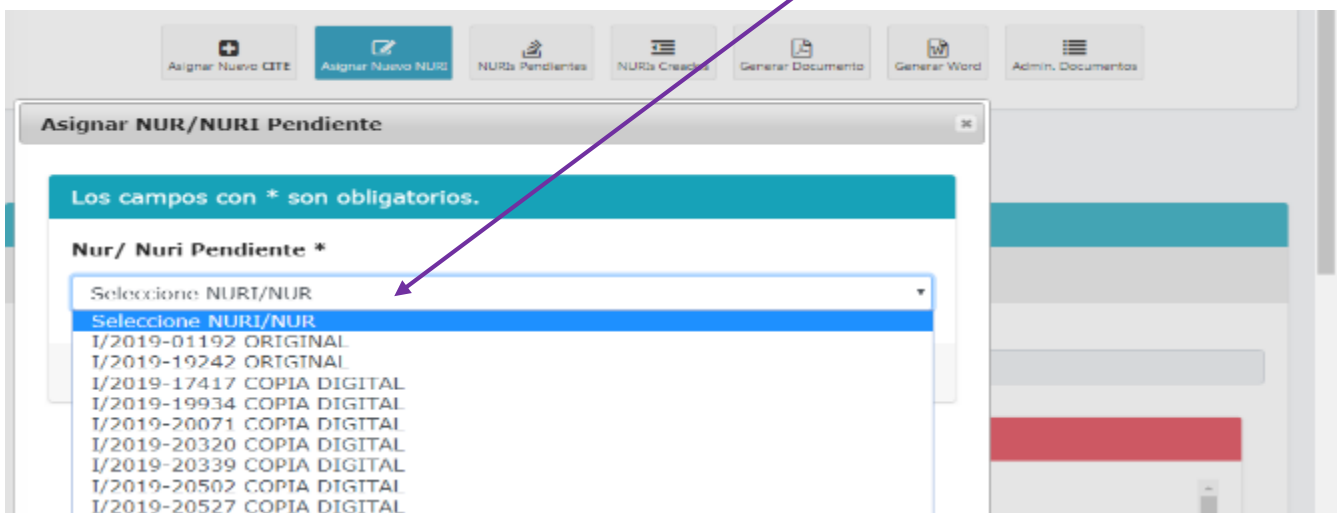 Asignar Nuevo CITE
Asignar Nuevo NURI
NURIs Pendientes
NURIs Creados
Generar Documento
Generar Word
Admin. Documentos
Asignar NUR/NURI Pendiente
Los campos con * son obligatorios.
Nur/ Nuri Pendiente *
Seleccione NURI/NUR
Seleccione NURI/NUR
I/2019-01192 ORIGINAL
I/2019-19242 ORIGINAL
I/2019-17417 COPIA DIGITAL
I/2019-19934 COPIA DIGITAL
I/2019-20071 COPIA DIGITAL
I/2019-20320 COPIA DIGITAL
I/2019-20339 COPIA DIGITAL
I/2019-20502 COPIA DIGITAL
I/2019-20527 COPIA DIGITAL